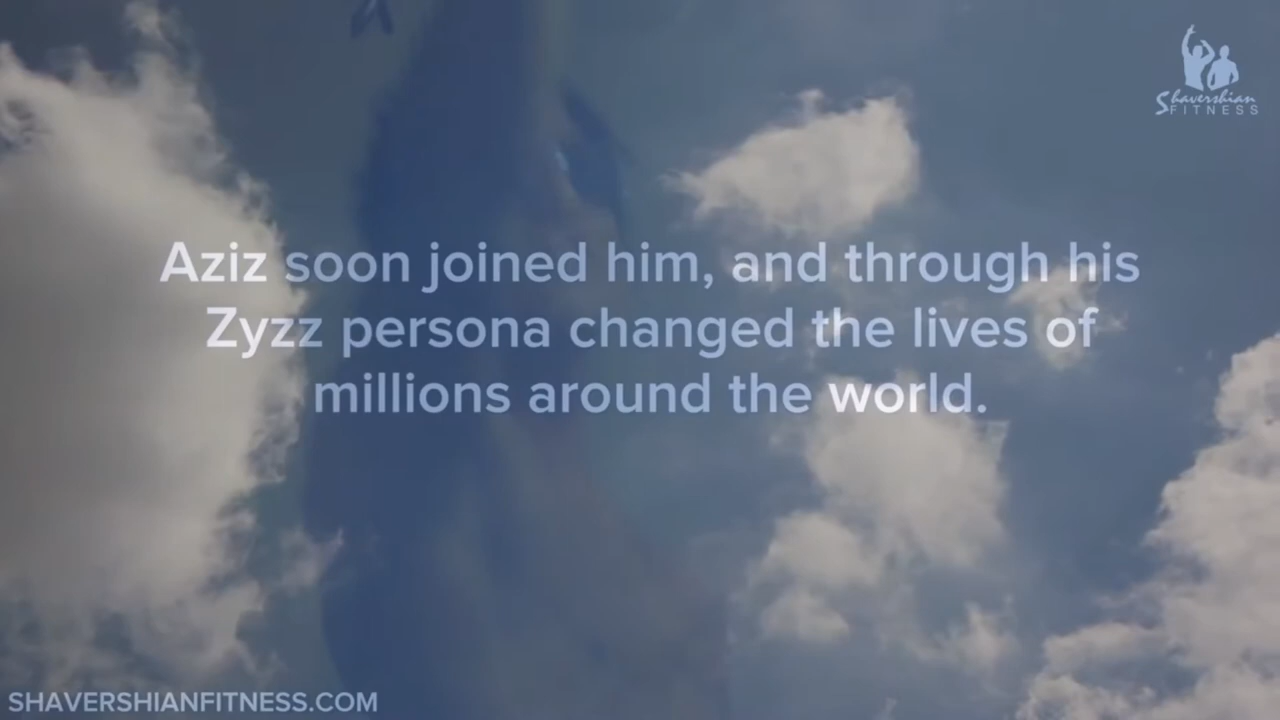 Shavershian
FITNESS
Aziz soon joined him, and through his
Zyzz persona changed the lives of
millions around the world.
SHAVERSHIANFITNESS.COM